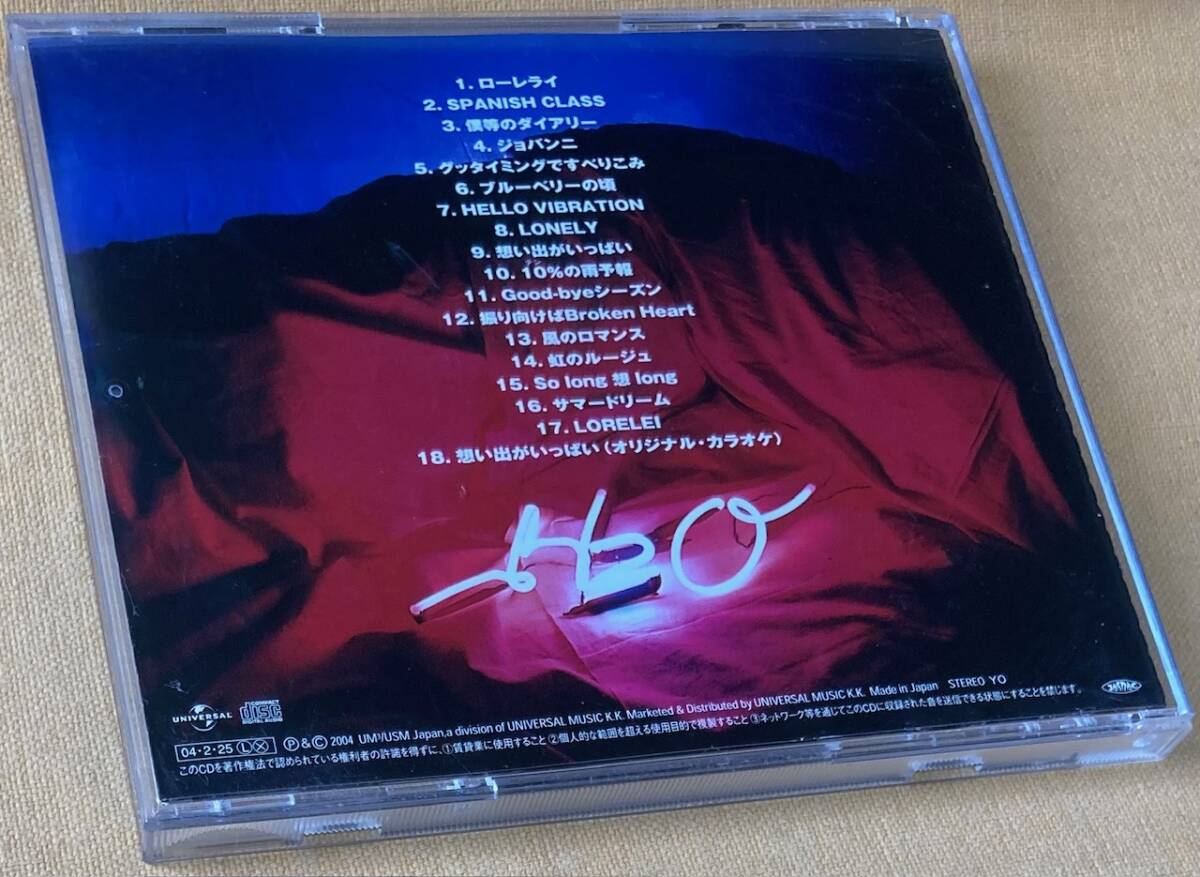 1. ローレライ
2. SPANISH CLASS
3. 僕等のダイアリー
4. ジョバンニ
5. グッタイミングですべりこみ
6. ブルーベリーの頃
7. HELLO VIBRATION
8. LONELY
9. 想い出がいっぱい
10. 10%の雨予報
11. Good-byeシーズン
12. 振り向けばBroken Heart
13. 風のロマンス
14. 虹のルージュ
15. So long 想 long
16. サマードリーム
17. LORELEI
18. 想い出がいっぱい(オリジナル・カラオケ)
H2O
UNIVERSAL
COMPACT disc DIGITAL AUDIO
04・2・25 Ⓛ Ⓧ ℗&© 2004 UM³/USM Japan, a division of UNIVERSAL MUSIC K.K. Marketed & Distributed by UNIVERSAL MUSIC K.K. Made in Japan STEREO YO
JASRAC
このCDを著作権法で認められている権利者の許諾を得ずに、①賃貸業に使用すること②個人的な範囲を超える使用目的で複製すること③ネットワーク等を通じてこのCDに収録された音を送信できる状態にすることを禁じます。